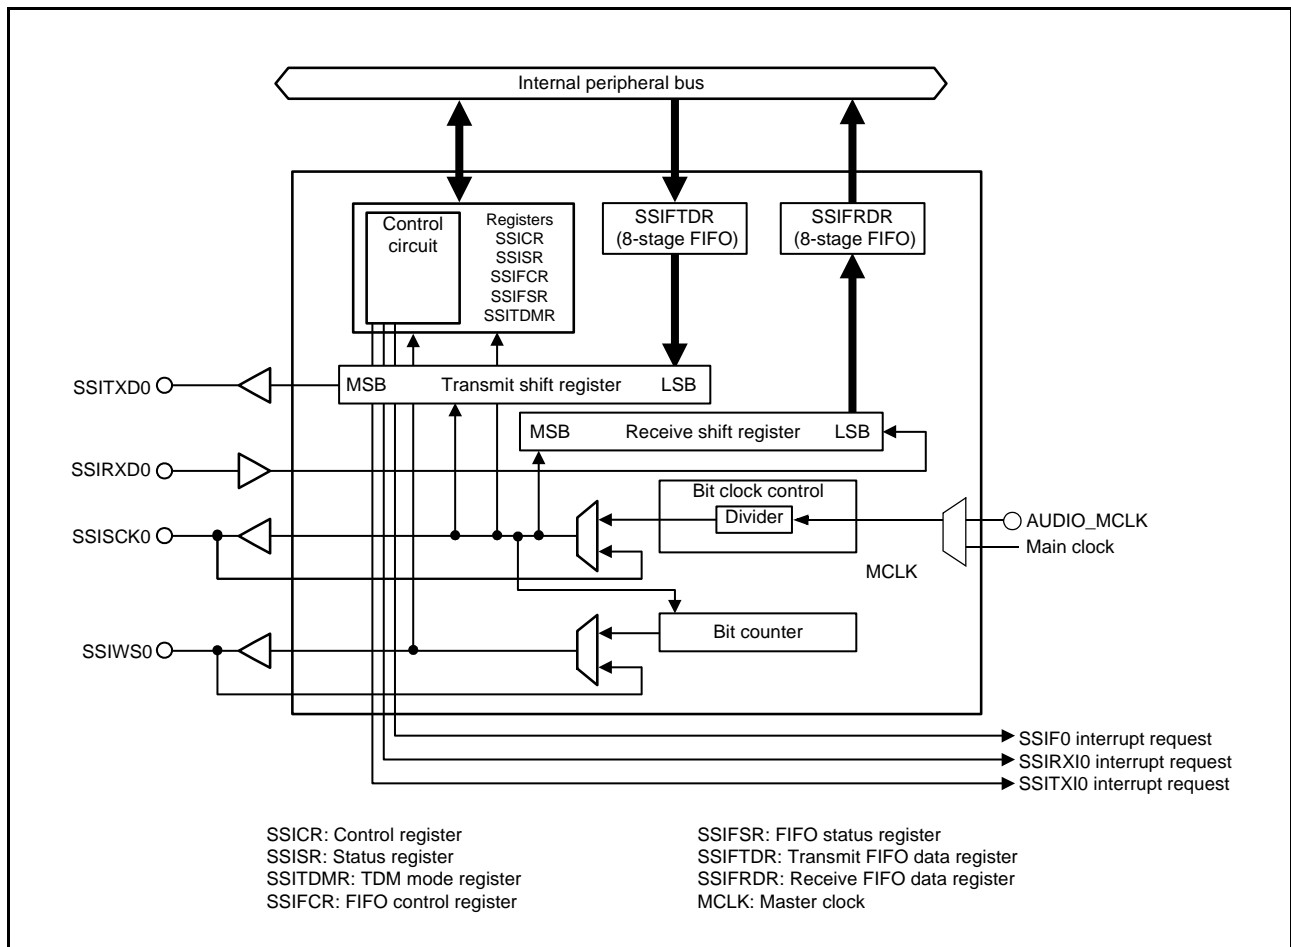 Internal peripheral bus
Control
circuit
Registers
SSICR
SSISR
SSIFCR
SSIFSR
SSITDMR
SSIFTDR
(8-stage FIFO)
SSIFRDR
(8-stage FIFO)
SSITXD0
MSB Transmit shift register LSB
MSB Receive shift register LSB
SSIRXD0
Bit clock control
Divider
SSISCK0
AUDIO_MCLK
Main clock
MCLK
Bit counter
SSIWS0
SSIF0 interrupt request
SSIRXI0 interrupt request
SSITXI0 interrupt request
SSICR: Control register
SSISR: Status register
SSITDMR: TDM mode register
SSIFCR: FIFO control register
SSIFSR: FIFO status register
SSIFTDR: Transmit FIFO data register
SSIFRDR: Receive FIFO data register
MCLK: Master clock